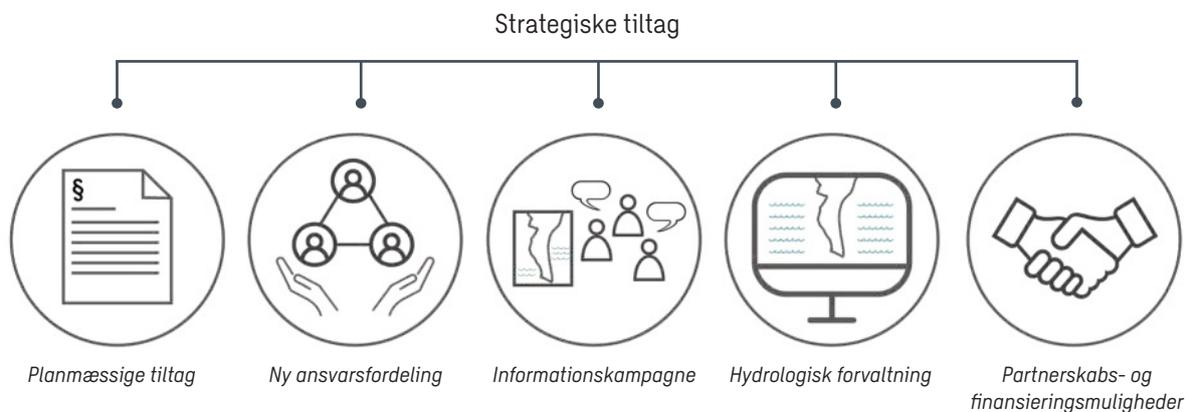 Strategiske tiltag
§
Planmæssige tiltag
Ny ansvarsfordeling
Informationskampagne
Hydrologisk forvaltning
Partnerskabs- og
finansieringsmuligheder